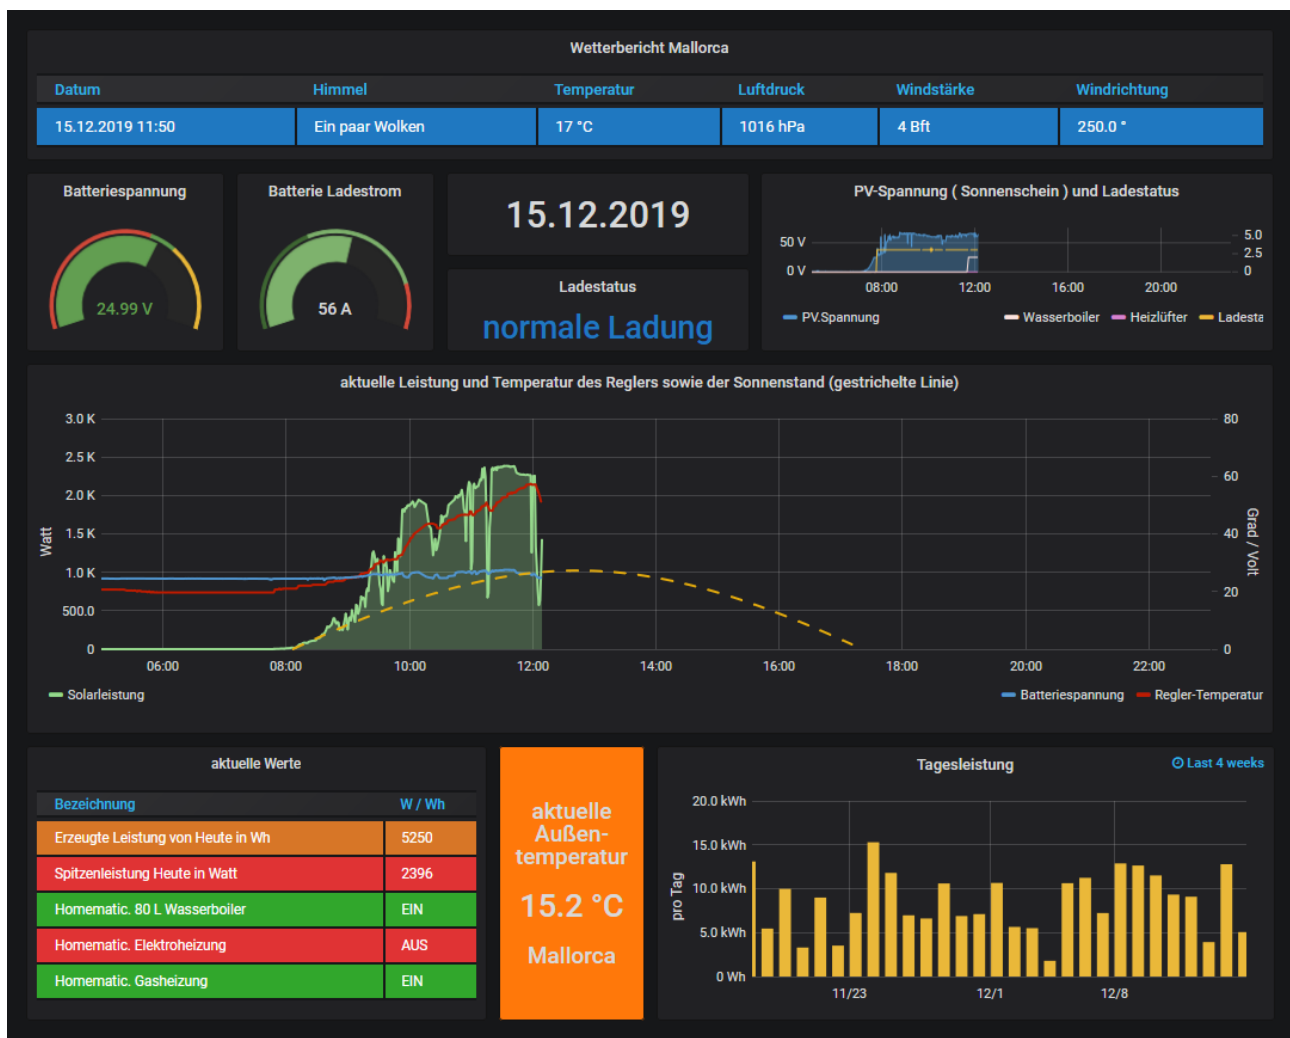 Wetterbericht Mallorca
Datum Himmel Temperatur Luftdruck Windstärke Windrichtung
15.12.2019 11:50 Ein paar Wolken 17 °C 1016 hPa 4 Bft 250.0 °
Batteriespannung
24.99 V
Batterie Ladestrom
56 A
15.12.2019
Ladestatus
normale Ladung
PV-Spannung ( Sonnenschein ) und Ladestatus
50 V
0 V
5.0
2.5
0
08:00 12:00 16:00 20:00
PV.Spannung Wasserboiler Heizlüfter Ladesta
aktuelle Leistung und Temperatur des Reglers sowie der Sonnenstand (gestrichelte Linie)
Watt
3.0 K
2.5 K
2.0 K
1.5 K
1.0 K
500.0
0
80
60
40
20
0
Grad / Volt
06:00 08:00 10:00 12:00 14:00 16:00 18:00 20:00 22:00
Solarleistung Batteriespannung Regler-Temperatur
aktuelle Werte
Bezeichnung W / Wh
Erzeugte Leistung von Heute in Wh 5250
Spitzenleistung Heute in Watt 2396
Homematic. 80 L Wasserboiler EIN
Homematic. Elektroheizung AUS
Homematic. Gasheizung EIN
aktuelle
Außen-
temperatur
15.2 °C
Mallorca
Tagesleistung
Last 4 weeks
pro Tag
20.0 kWh
15.0 kWh
10.0 kWh
5.0 kWh
0 Wh
11/23 12/1 12/8